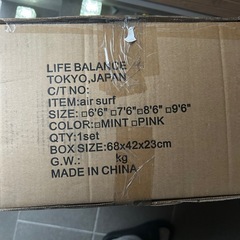 LIFE BALANCE
TOKYO,JAPAN
C/T NO:
ITEM:air surf
SIZE: □6'6" □7'6"□8'6" □9'6"
COLOR:□MINT □PINK
QTY:1set
BOX SIZE:68x42x23cm
G.W.: kg
MADE IN CHINA